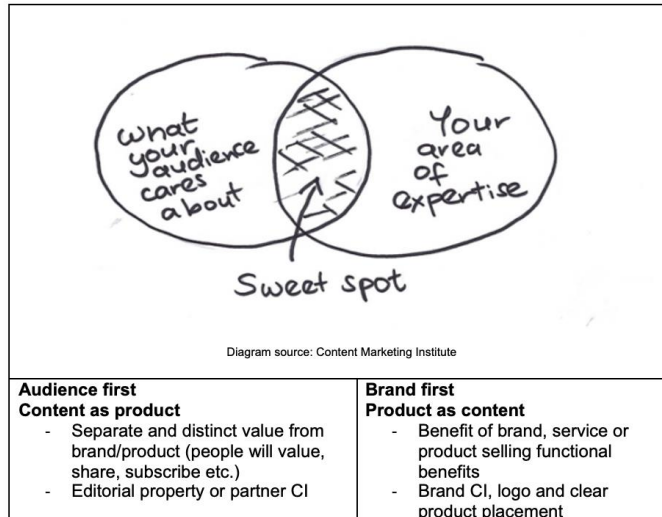 what
your
audience
cares
about
Your
area
of
expertise
Sweet spot
Diagram source: Content Marketing Institute
Audience first
Content as product
- Separate and distinct value from
brand/product (people will value,
share, subscribe etc.)
- Editorial property or partner CI
Brand first
Product as content
- Benefit of brand, service or
product selling functional
benefits
- Brand CI, logo and clear
product placement